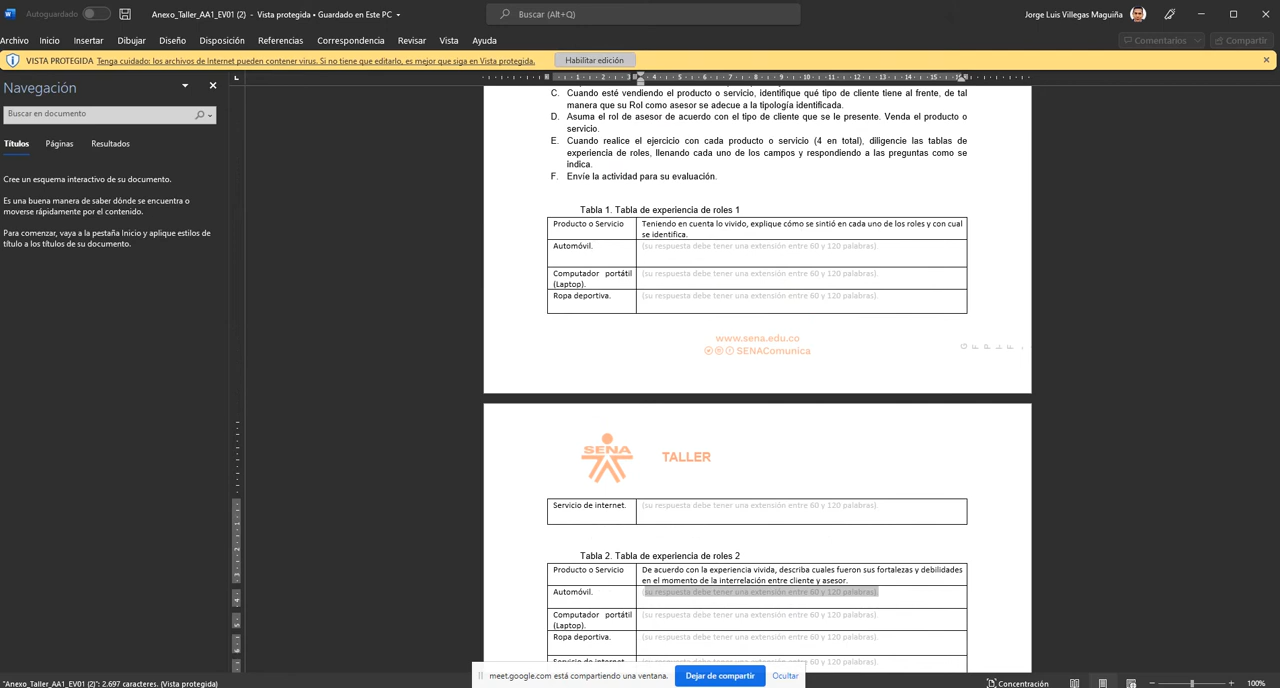 Autoguardado
Anexo_Taller_AA1_EV01 (2) - Vista protegida • Guardado en Este PC
Buscar (Alt+Q)
Jorge Luis Villegas Maguiña
Archivo Inicio Insertar Dibujar Diseño Disposición Referencias Correspondencia Revisar Vista Ayuda
Comentarios Compartir
VISTA PROTEGIDA Tenga cuidado: los archivos de Internet pueden contener virus. Si no tiene que editarlo, es mejor que siga en Vista protegida. Habilitar edición
Navegación
Buscar en documento
Títulos Páginas Resultados
Cree un esquema interactivo de su documento.
Es una buena manera de saber dónde se encuentra o
moverse rápidamente por el contenido.
Para comenzar, vaya a la pestaña Inicio y aplique estilos de
título a los títulos de su documento.
C. Cuando esté vendiendo el producto o servicio, identifique qué tipo de cliente tiene al frente, de tal
manera que su Rol como asesor se adecue a la tipología identificada.
D. Asuma el rol de asesor de acuerdo con el tipo de cliente que se le presente. Venda el producto o
servicio.
E. Cuando realice el ejercicio con cada producto o servicio (4 en total), diligencie las tablas de
experiencia de roles, llenando cada uno de los campos y respondiendo a las preguntas como se
indica.
F. Envíe la actividad para su evaluación.
Tabla 1. Tabla de experiencia de roles 1
Producto o Servicio Teniendo en cuenta lo vivido, explique cómo se sintió en cada uno de los roles y con cual
se identifica.
Automóvil. (su respuesta debe tener una extensión entre 60 y 120 palabras).
Computador portátil (su respuesta debe tener una extensión entre 60 y 120 palabras).
(Laptop).
Ropa deportiva. (su respuesta debe tener una extensión entre 60 y 120 palabras).
www.sena.edu.co
SENAComunica
SENA
TALLER
Servicio de internet. (su respuesta debe tener una extensión entre 60 y 120 palabras).
Tabla 2. Tabla de experiencia de roles 2
Producto o Servicio De acuerdo con la experiencia vivida, describa cuales fueron sus fortalezas y debilidades
en el momento de la interrelación entre cliente y asesor.
Automóvil. (su respuesta debe tener una extensión entre 60 y 120 palabras).
Computador portátil (su respuesta debe tener una extensión entre 60 y 120 palabras).
(Laptop).
Ropa deportiva. (su respuesta debe tener una extensión entre 60 y 120 palabras).
Servicio de internet. (su respuesta debe tener una extensión entre 60 y 120 palabras).
meet.google.com está compartiendo una ventana. Dejar de compartir Ocultar
"Anexo_Taller_AA1_EV01 (2)": 2.697 caracteres. (Vista protegida)
Concentración
100%